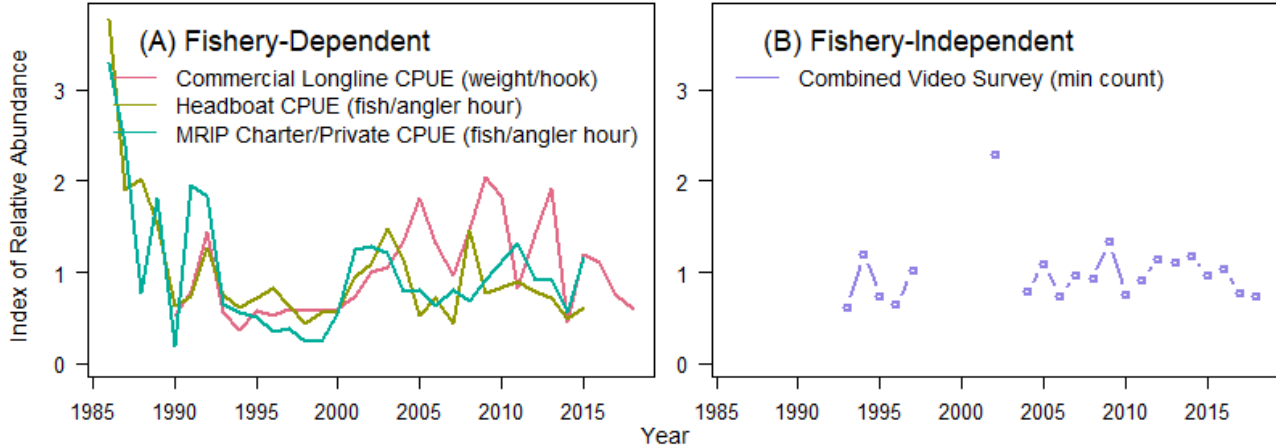 (A) Fishery-Dependent
Commercial Longline CPUE (weight/hook)
Headboat CPUE (fish/angler hour)
MRIP Charter/Private CPUE (fish/angler hour)
Index of Relative Abundance
3
2
1
0
1985 1990 1995 2000 2005 2010 2015
(B) Fishery-Independent
Combined Video Survey (min count)
3
2
1
0
1985 1990 1995 2000 2005 2010 2015
Year